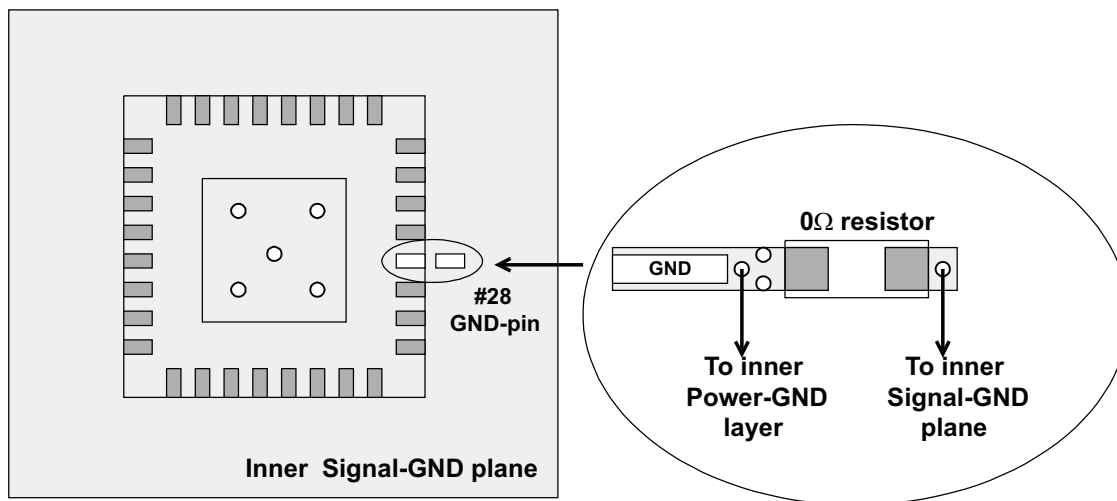 #28
GND-pin
Inner Signal-GND plane
0Ω resistor
GND
To inner
Power-GND
layer
To inner
Signal-GND
plane